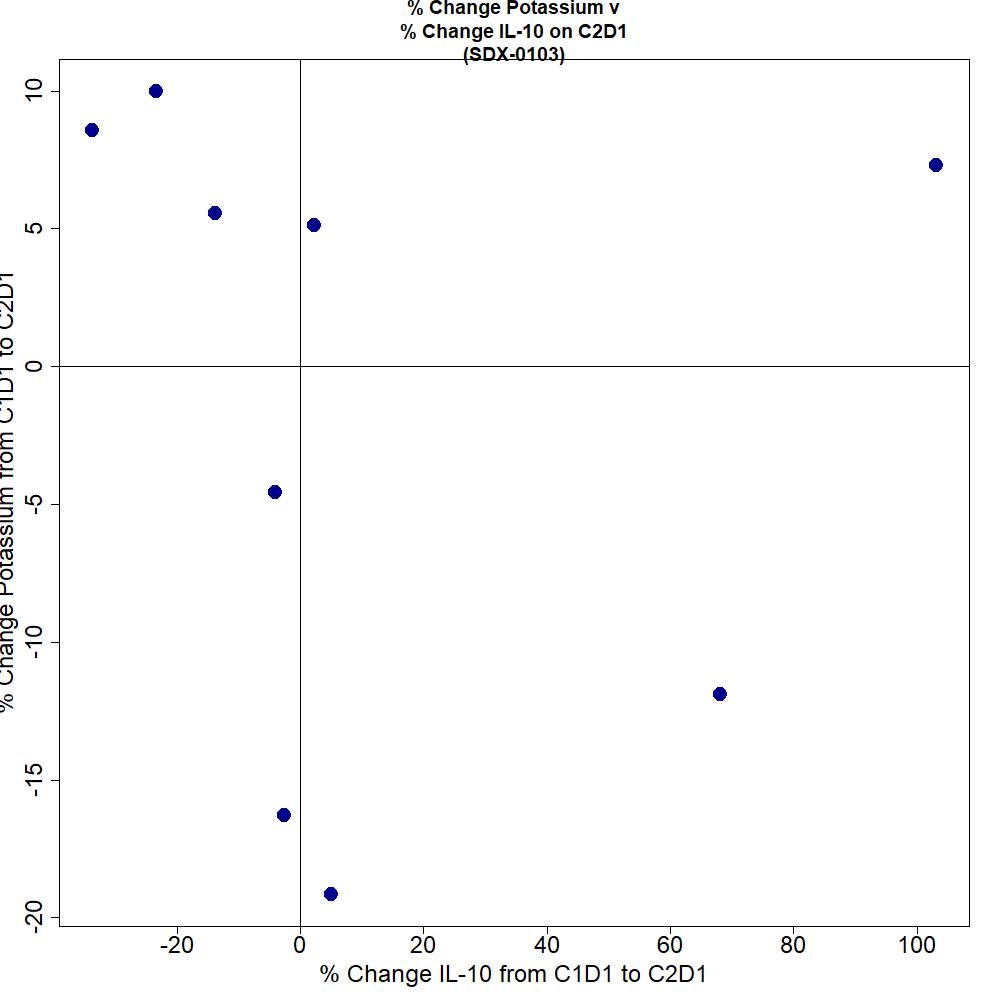 % Change Potassium v
% Change IL-10 on C2D1
(SDX-0103)
% Change Potassium from C1D1 to C2D1
10
5
0
-5
-10
-15
-20
-20
0
20
40
60
80
100
% Change IL-10 from C1D1 to C2D1